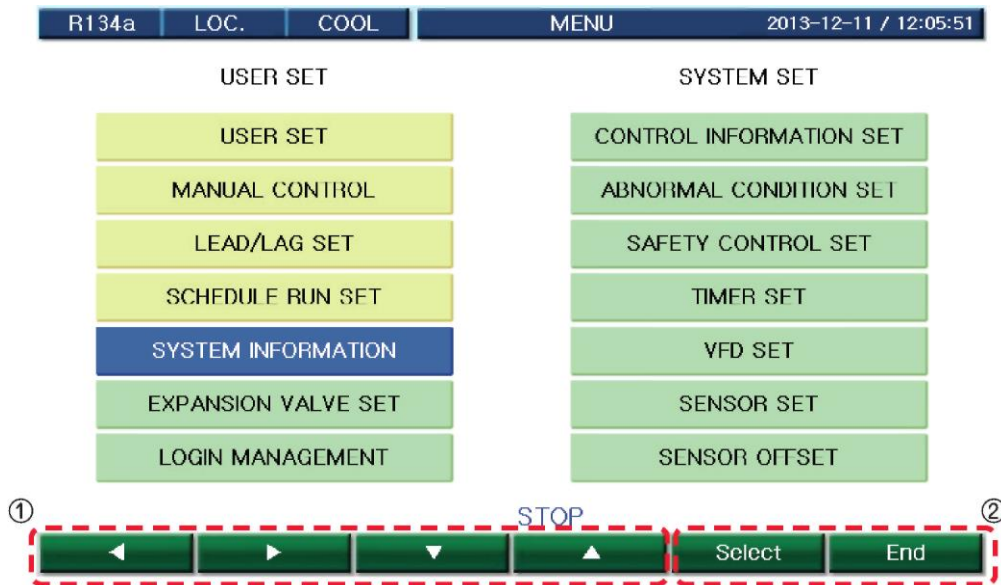 R134a LOC. COOL MENU 2013-12-11 / 12:05:51
USER SET SYSTEM SET
USER SET CONTROL INFORMATION SET
MANUAL CONTROL ABNORMAL CONDITION SET
LEAD/LAG SET SAFETY CONTROL SET
SCHEDULE RUN SET TIMER SET
SYSTEM INFORMATION VFD SET
EXPANSION VALVE SET SENSOR SET
LOGIN MANAGEMENT SENSOR OFFSET
① STOP ②
◀ ▶ ▼ ▲ Select End